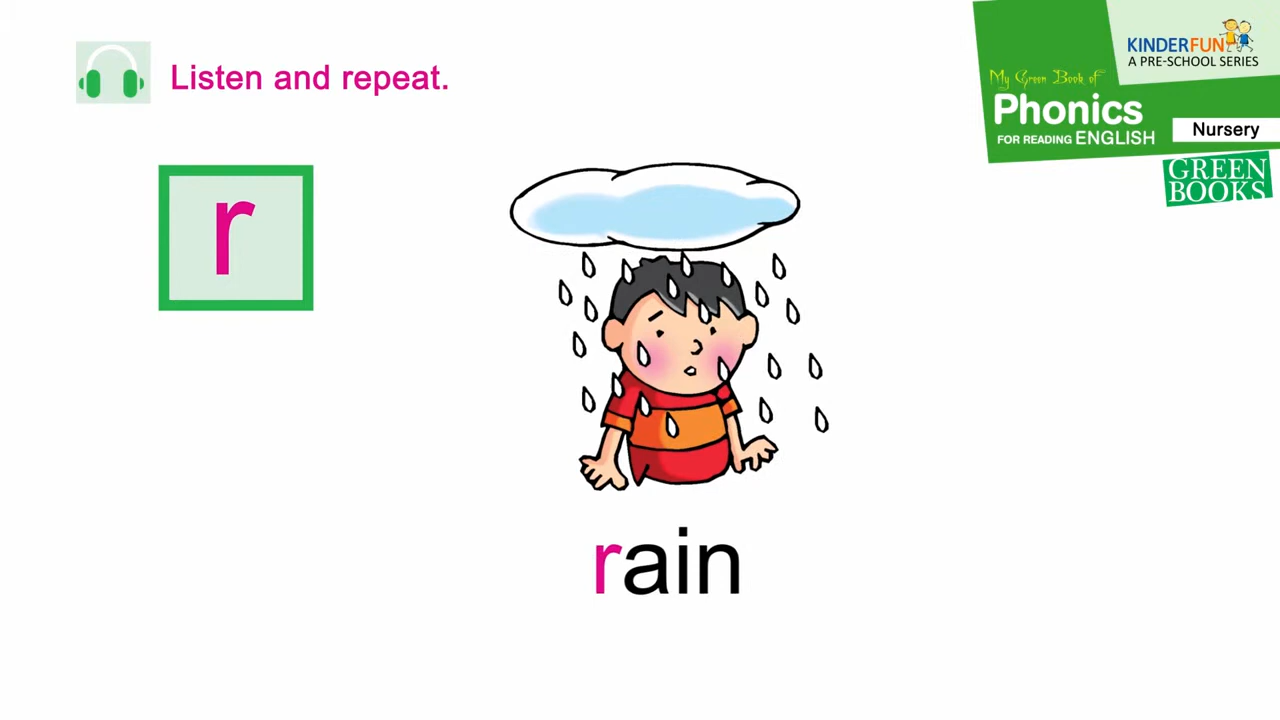 Listen and repeat.
KINDERFUN
A PRE-SCHOOL SERIES
My Green Book of
Phonics
FOR READING ENGLISH
Nursery
GREEN
BOOKS
r
rain